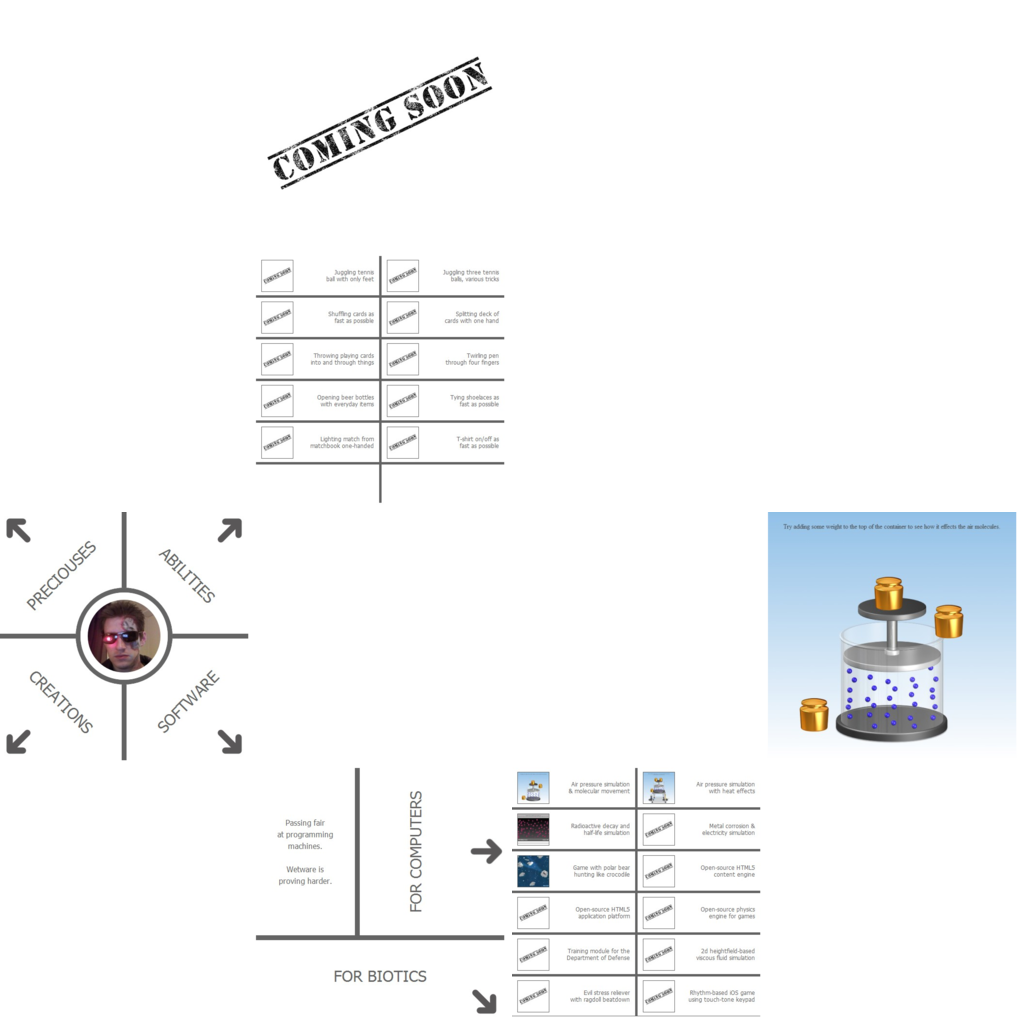 COMING SOON
Juggling tennis
ball with only feet
Juggling three tennis
balls, various tricks
Shuffling cards as
fast as possible
Splitting deck of
cards with one hand
Throwing playing cards
into and through things
Twirling pen
through four fingers
Opening beer bottles
with everyday items
Tying shoelaces as
fast as possible
Lighting match from
matchbook one-handed
T-shirt on/off as
fast as possible
PRECIOUSES
ABILITIES
CREATIONS
SOFTWARE
Try adding some weight to the top of the container to see how it effects the air molecules.
Passing fair
at programming
machines.
Wetware is
proving harder.
FOR COMPUTERS
FOR BIOTICS
Air pressure simulation
& molecular movement
Air pressure simulation
with heat effects
Radioactive decay and
half-life simulation
Metal corrosion &
electricity simulation
Game with polar bear
hunting like crocodile
Open-source HTML5
content engine
Open-source HTML5
application platform
Open-source physics
engine for games
Training module for the
Department of Defense
2d heightfield-based
viscous fluid simulation
Evil stress reliever
with ragdoll beatdown
Rhythm-based iOS game
using touch-tone keypad